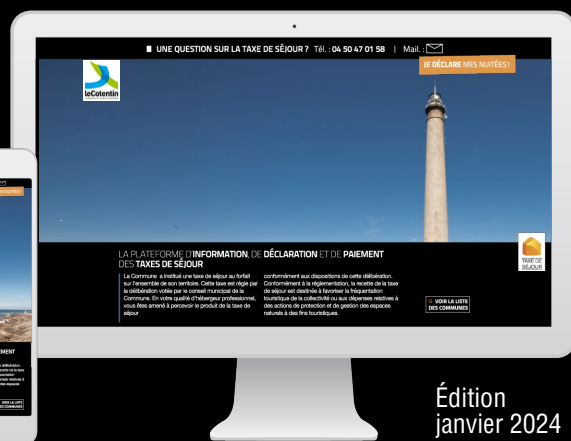 UNE QUESTION SUR LA TAXE DE SÉJOUR ? Tél. : 04 50 47 01 58 | Mail. :
JE DÉCLARE MES NUITÉES !
leCotentin
LA PLATEFORME D'INFORMATION, DE DÉCLARATION ET DE PAIEMENT
DES TAXES DE SÉJOUR
La Commune a institué une taxe de séjour au forfait
sur l'ensemble de son territoire. Cette taxe est régie par
la délibération votée par le conseil municipal de la
Commune. En votre qualité d'hébergeur professionnel,
vous êtes amené à percevoir le produit de la taxe de
séjour
conformément aux dispositions de cette délibération.
Conformément à la réglementation, la recette de la taxe
de séjour est destinée à favoriser la fréquentation
touristique de la collectivité ou aux dépenses relatives à
des actions de protection et de gestion des espaces
naturels à des fins touristiques.
TAXE DE
SÉJOUR
VOIR LA LISTE
DES COMMUNES
EMENT
VOIR LA LISTE
DES COMMUNES
Édition
janvier 2024